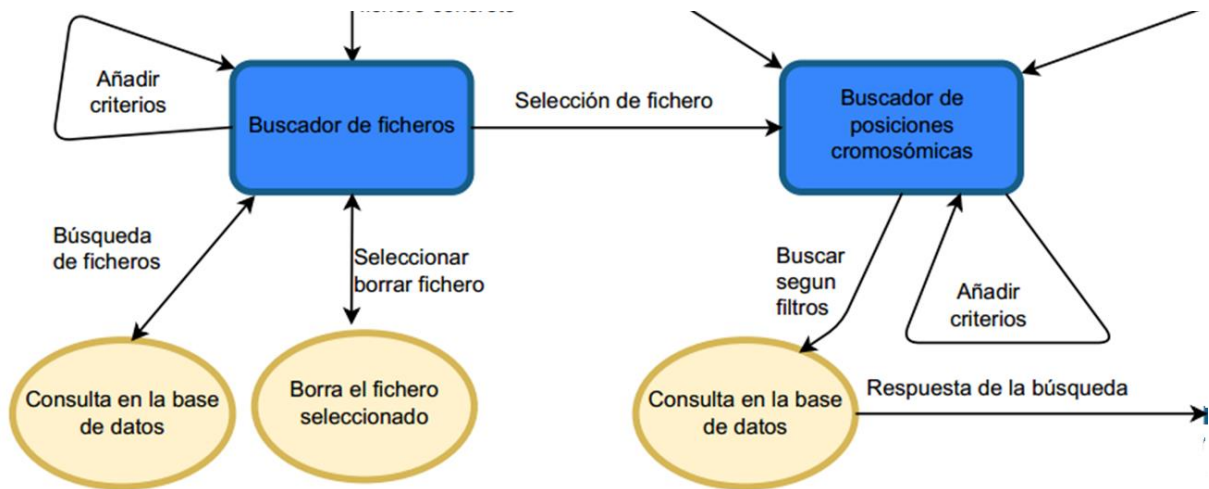 Añadir
criterios
Buscador de ficheros
Selección de fichero
Buscador de
posiciones
cromosómicas
Búsqueda
de ficheros
Seleccionar
borrar fichero
Buscar
segun
filtros
Añadir
criterios
Consulta en la base
de datos
Borra el fichero
seleccionado
Consulta en la base
de datos
Respuesta de la búsqueda